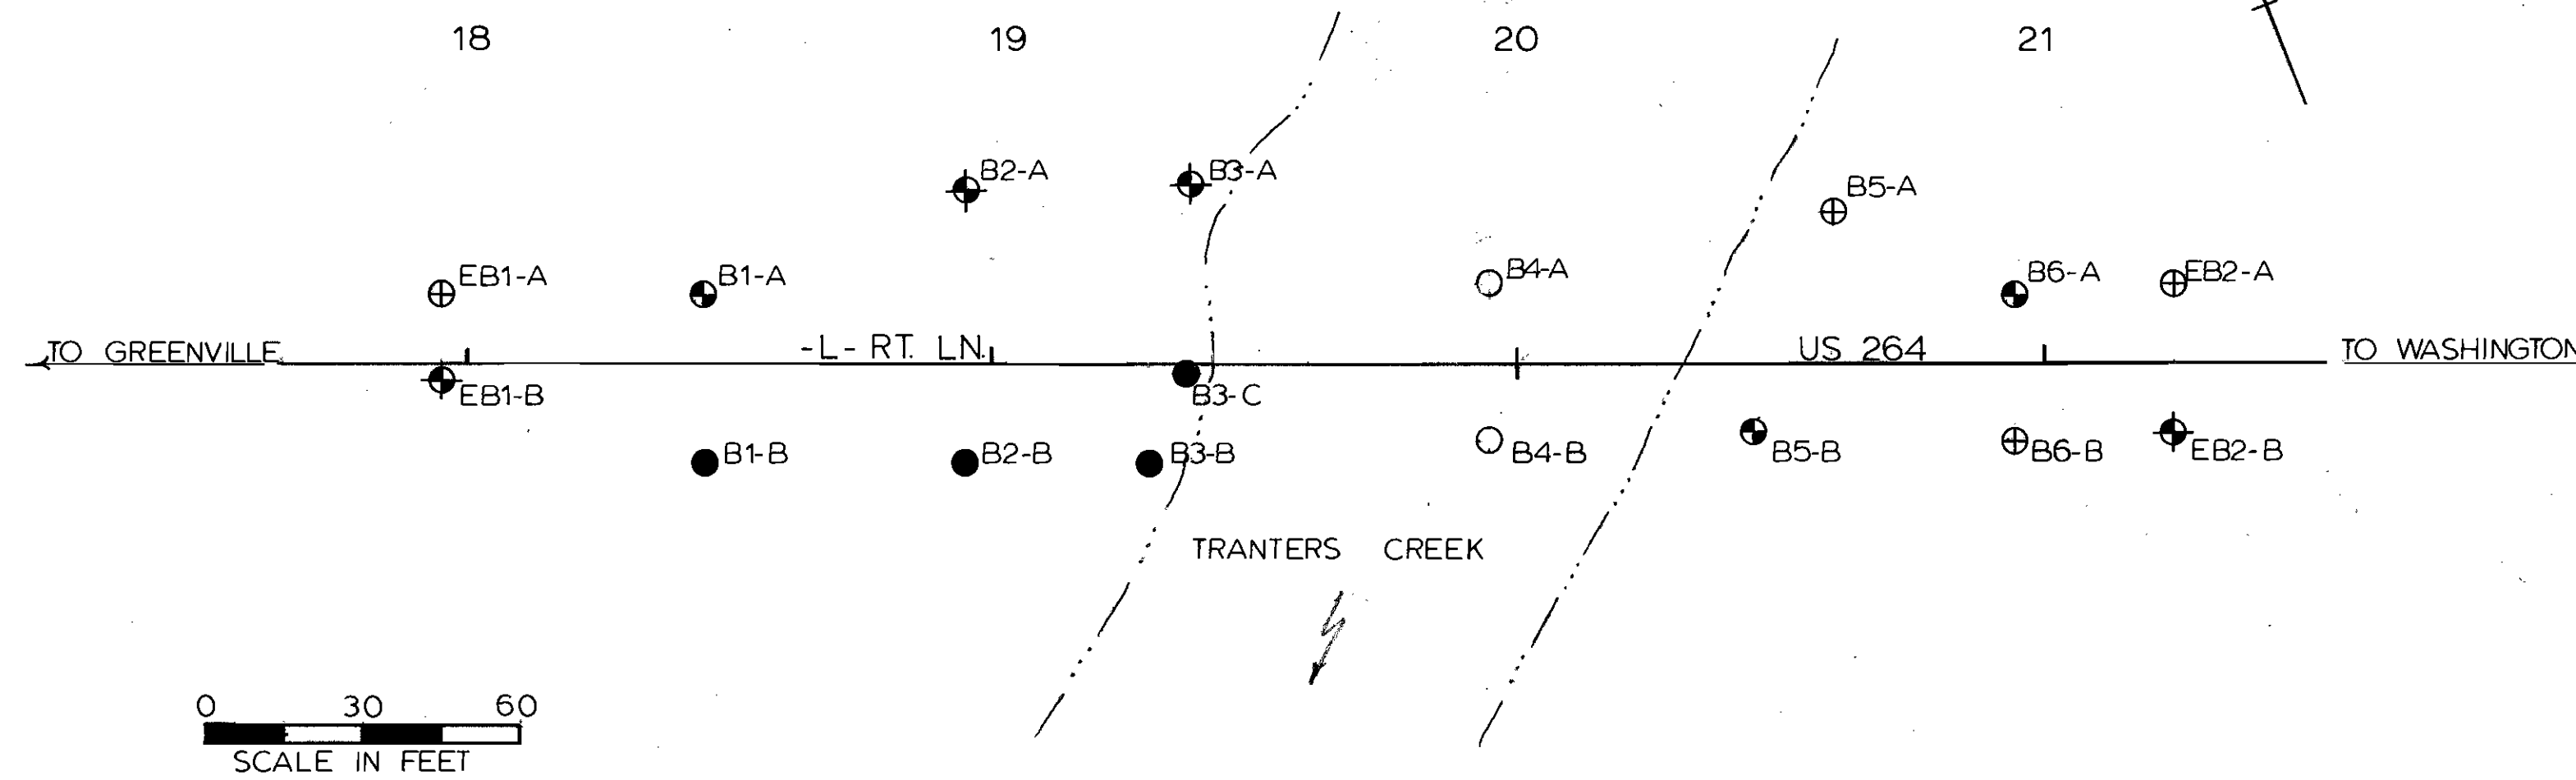 18 19 20 21
B2-A B3-A B5-A
EB1-A B1-A B4-A B6-A EB2-A
TO GREENVILLE -L- RT. LN. US 264 TO WASHINGTON
EB1-B B3-C
B1-B B2-B B3-B B4-B B5-B B6-B EB2-B
TRANTERS CREEK
0 30 60
SCALE IN FEET